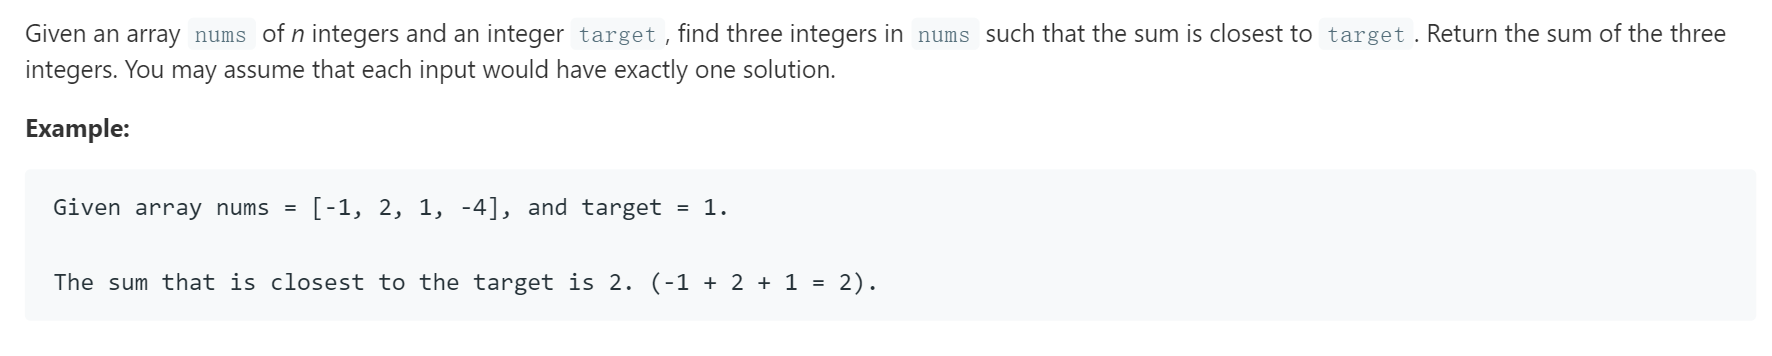 Given an array nums of n integers and an integer target , find three integers in nums such that the sum is closest to target . Return the sum of the three
integers. You may assume that each input would have exactly one solution.
Example:
Given array nums = [-1, 2, 1, -4], and target = 1.
The sum that is closest to the target is 2. (-1 + 2 + 1 = 2).